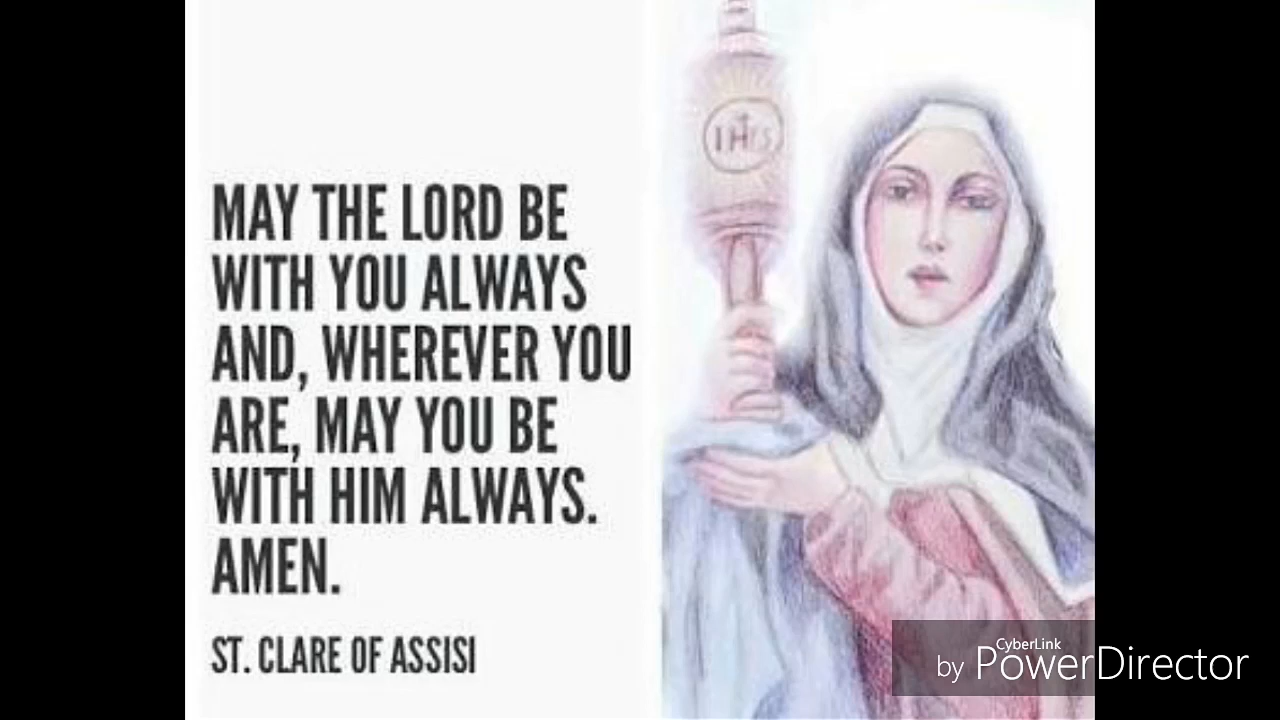 MAY THE LORD BE
WITH YOU ALWAYS
AND, WHEREVER YOU
ARE, MAY YOU BE
WITH HIM ALWAYS.
AMEN.
ST. CLARE OF ASSISI
IHS
CyberLink
by PowerDirector